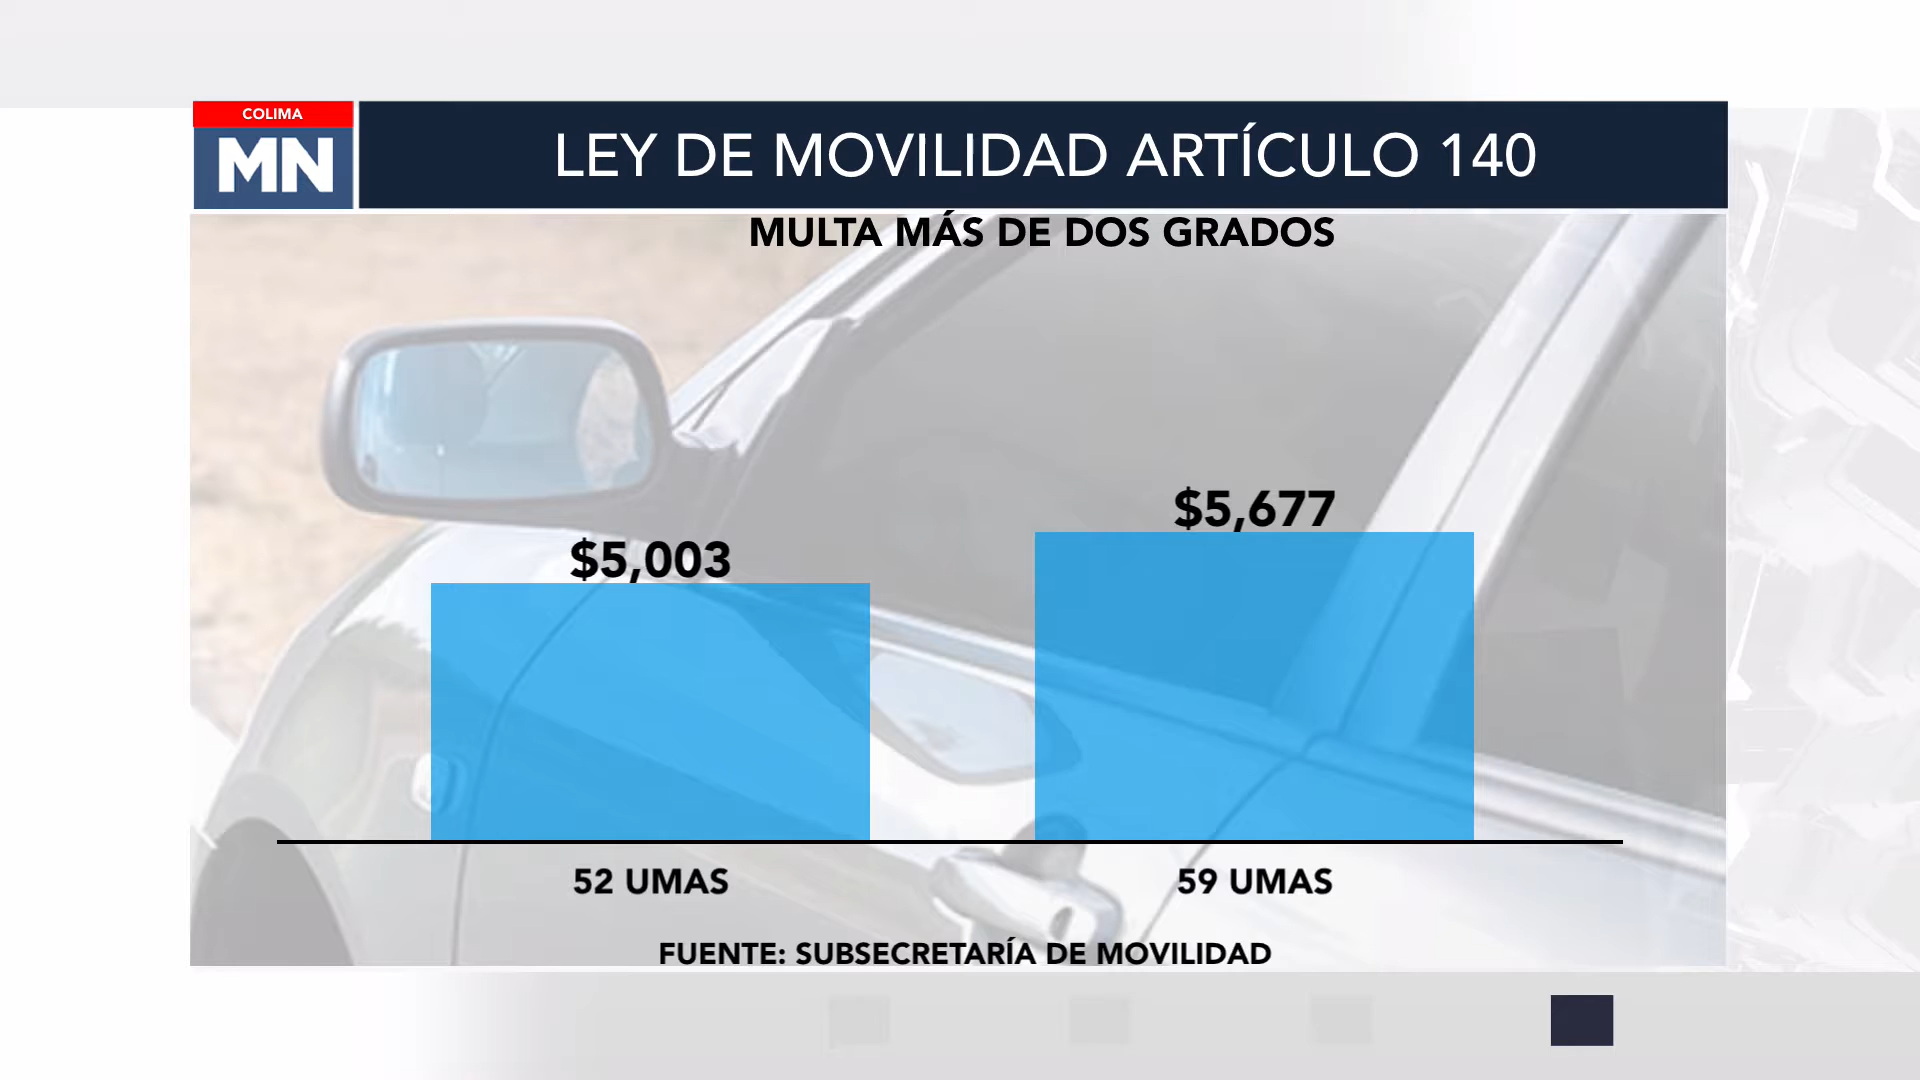 COLIMA
MN
LEY DE MOVILIDAD ARTÍCULO 140
MULTA MÁS DE DOS GRADOS
$5,003
$5,677
52 UMAS
59 UMAS
FUENTE: SUBSECRETARÍA DE MOVILIDAD